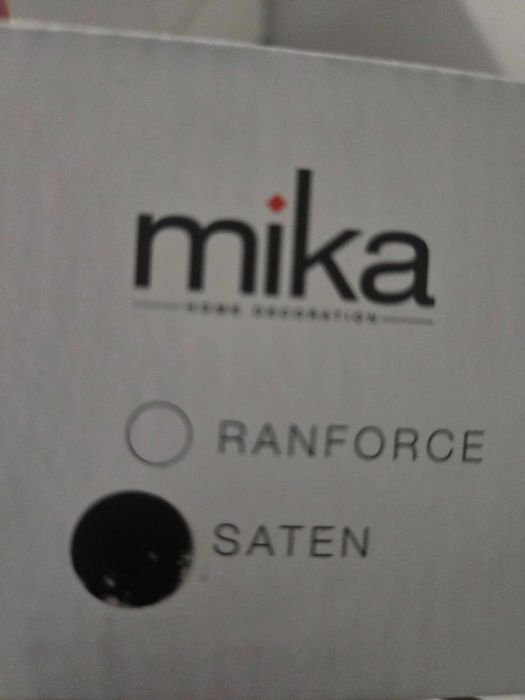 mika
HOME DECORATION
RANFORCE
SATEN